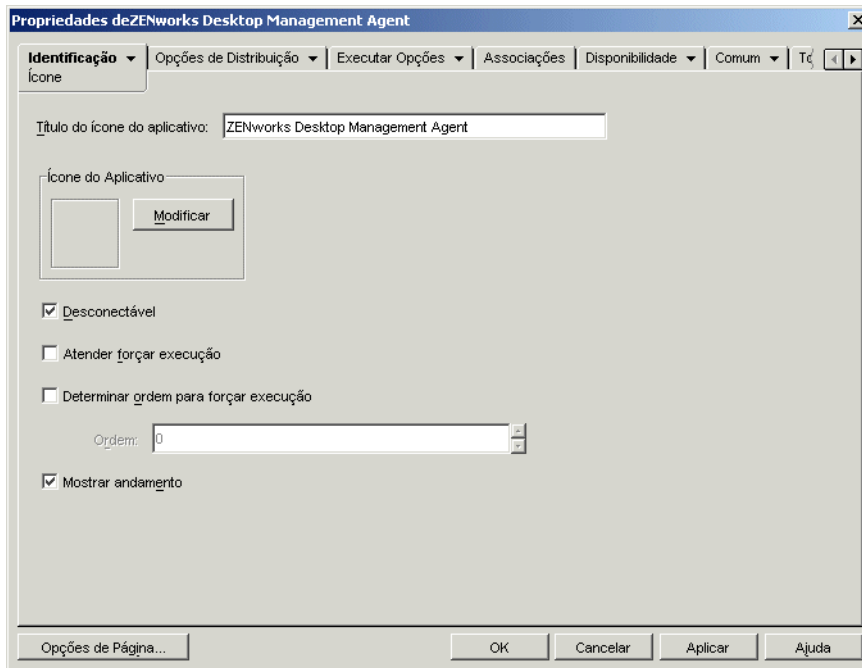 Propriedades deZENworks Desktop Management Agent
Identificação Opções de Distribuição Executar Opções Associações Disponibilidade Comum
Ícone
Título do ícone do aplicativo: ZENworks Desktop Management Agent
Ícone do Aplicativo
Modificar
Desconectável
Atender forçar execução
Determinar ordem para forçar execução
Ordem: 0
Mostrar andamento
Opções de Página... OK Cancelar Aplicar Ajuda